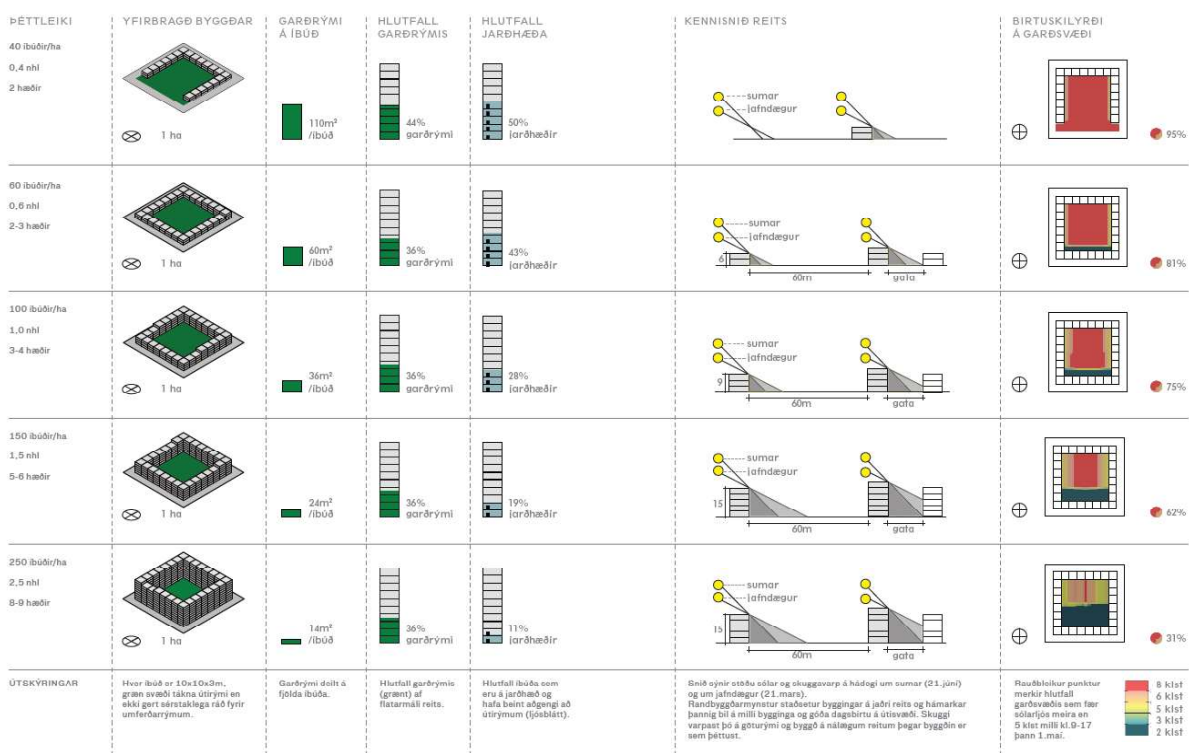 ÞÉTTLEIKI
YFIRBRAGÐ BYGGÐAR
GARÐRÝMI
Á ÍBÚÐ
HLUTFALL
GARÐRÝMIS
HLUTFALL
JARÐHÆÐA
KENNISNIÐ REITS
BIRTUSKILYRÐI
Á GARÐSVÆÐI
40 íbúðir/ha
0,4 nhl
2 hæðir
1 ha
110m²
/íbúð
44%
garðrými
50%
jarðhæðir
sumar
jafndægur
95%
60 íbúðir/ha
0,6 nhl
2-3 hæðir
1 ha
60m²
/íbúð
36%
garðrými
43%
jarðhæðir
sumar
jafndægur
6
60m
gata
81%
100 íbúðir/ha
1,0 nhl
3-4 hæðir
1 ha
36m²
/íbúð
36%
garðrými
28%
jarðhæðir
sumar
jafndægur
9
60m
gata
75%
150 íbúðir/ha
1,5 nhl
5-6 hæðir
1 ha
24m²
/íbúð
36%
garðrými
19%
jarðhæðir
sumar
jafndægur
15
60m
gata
62%
250 íbúðir/ha
2,5 nhl
8-9 hæðir
1 ha
14m²
/íbúð
36%
garðrými
11%
jarðhæðir
sumar
jafndægur
15
60m
gata
31%
ÚTSKÝRINGAR
Hver íbúð er 10x10x3m,
græn svæði tákna útirými en
ekki gert sérstaklega ráð fyrir
umferðarrýmum.
Garðrými deilt á
fjölda íbúða.
Hlutfall garðrýmis
(grænt) af
flatarmáli reits.
Hlutfall íbúða sem
eru á jarðhæð og
hafa beint aðgengi að
útirýmum (ljósblátt).
Snið sýnir stöðu sólar og skuggavarp á hádegi um sumar (21.júní)
og um jafndægur (21.mars).
Randbyggðarmynstur staðsetur byggingar á jaðri reits og hámarkar
þannig bil á milli bygginga og góða dagsbirtu á útisvæði. Skuggi
varpast þó á göturými og byggð á nálægum reitum þegar byggðin er
sem þéttust.
Rauðbleikur punktur
merkir hlutfall
garðsvæðis sem fær
sólarljós meira en
5 klst milli kl.9-17
þann 1.maí.
8 klst
6 klst
5 klst
3 klst
2 klst